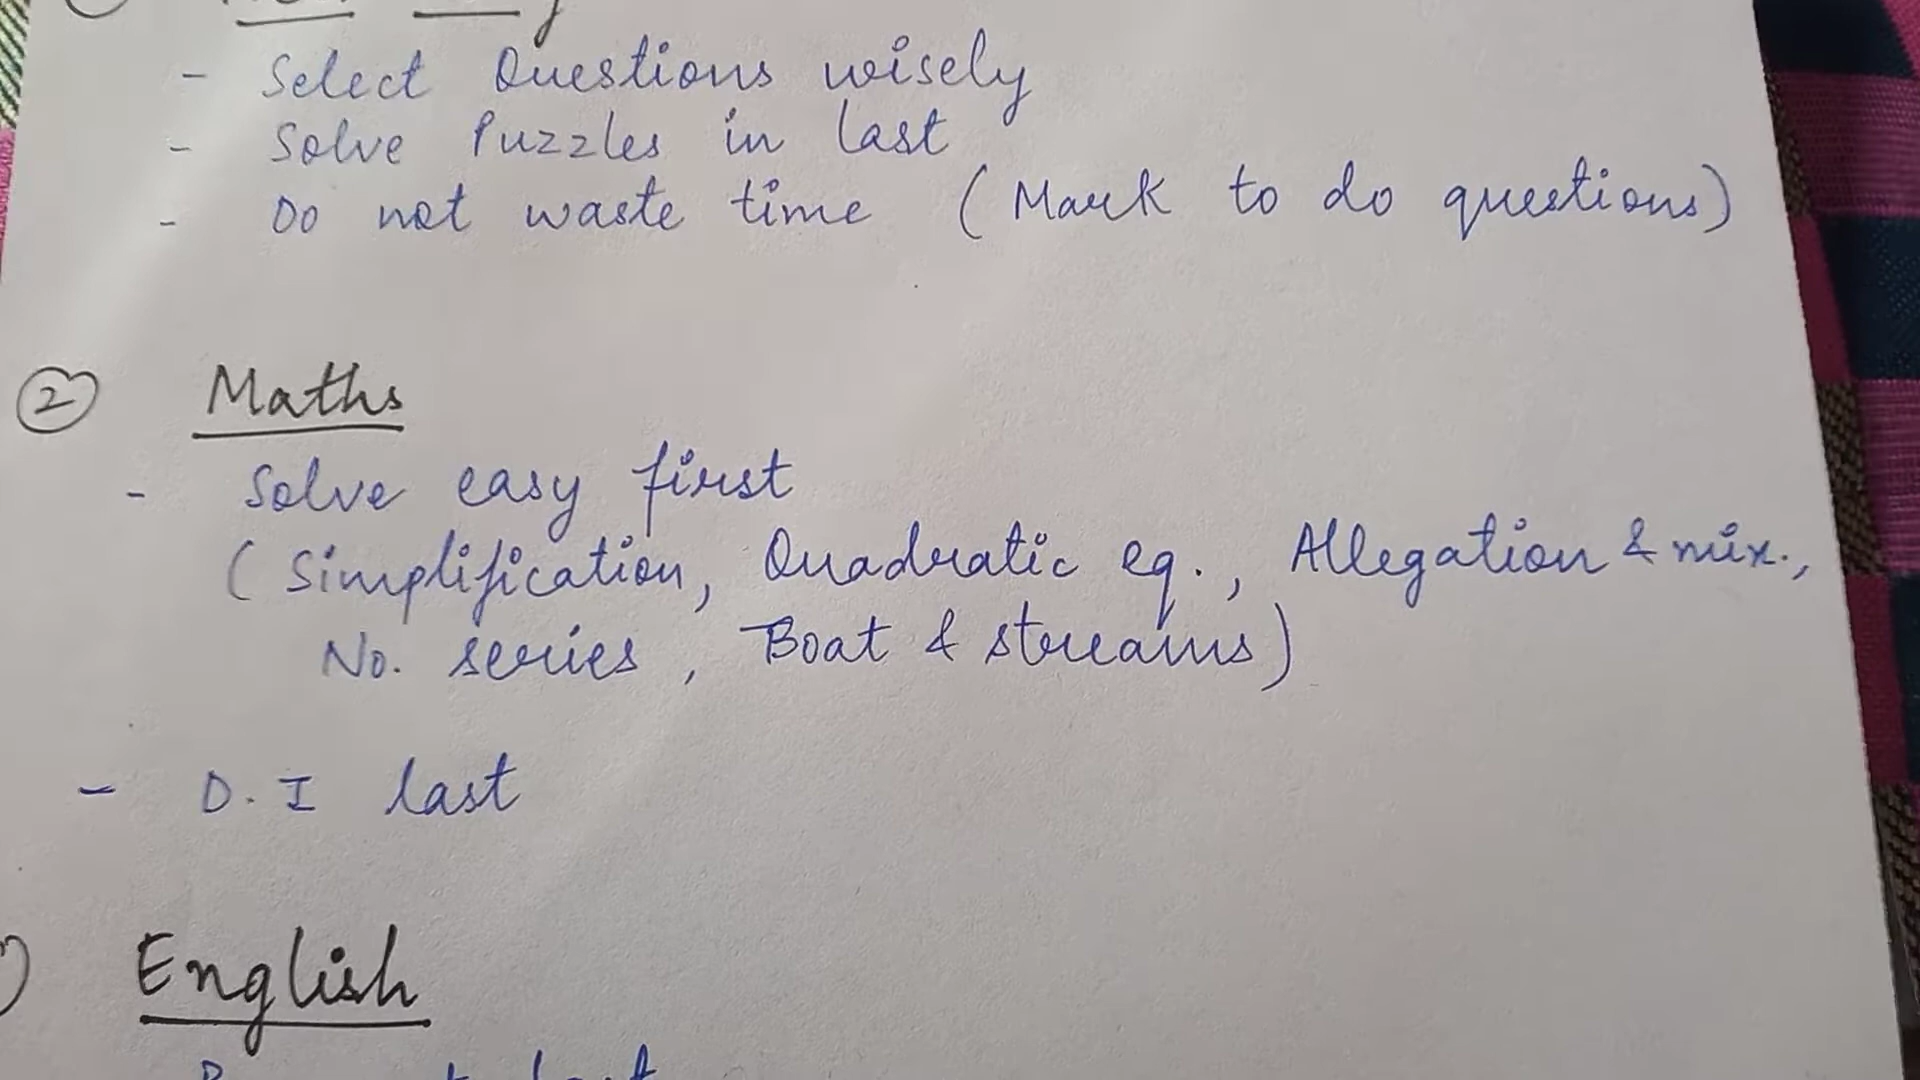 - Select Questions wisely
- Solve Puzzles in last
- Do not waste time (Mark to do questions)
② Maths
- Solve easy first
( Simplification, Quadratic eq., Allegation & mix.,
No. series, Boat & streams)
- D.I last
English